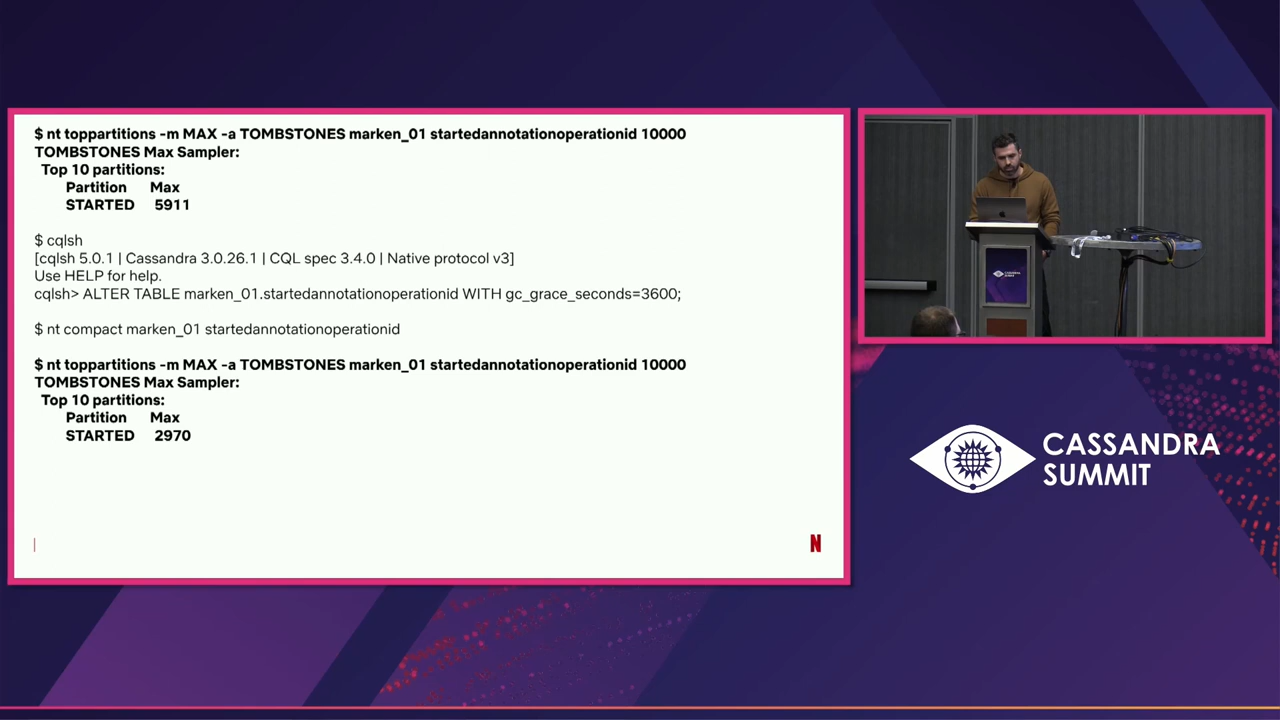 $ nt toppartitions -m MAX -a TOMBSTONES marken_01 startedannotationoperationid 10000
TOMBSTONES Max Sampler:
Top 10 partitions:
Partition Max
STARTED 5911
$ cqlsh
[cqlsh 5.0.1 | Cassandra 3.0.26.1 | CQL spec 3.4.0 | Native protocol v3]
Use HELP for help.
cqlsh> ALTER TABLE marken_01.startedannotationoperationid WITH gc_grace_seconds=3600;
$ nt compact marken_01 startedannotationoperationid
$ nt toppartitions -m MAX -a TOMBSTONES marken_01 startedannotationoperationid 10000
TOMBSTONES Max Sampler:
Top 10 partitions:
Partition Max
STARTED 2970
N
CASSANDRA
SUMMIT
CASSANDRA
SUMMIT